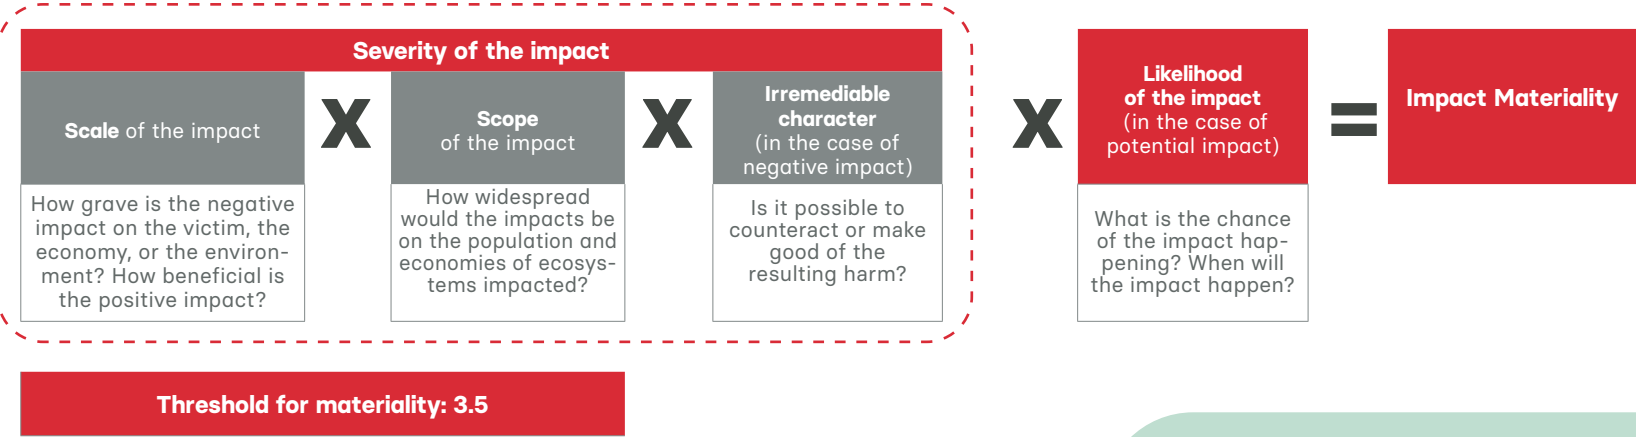 Severity of the impact
Scale of the impact
X
Scope
of the impact
X
Irremediable
character
(in the case of
negative impact)
X
Likelihood
of the impact
(in the case of
potential impact)
=
Impact Materiality
How grave is the negative
impact on the victim, the
economy, or the environ-
ment? How beneficial is
the positive impact?
How widespread
would the impacts be
on the population and
economies of ecosys-
tems impacted?
Is it possible to
counteract or make
good of the
resulting harm?
What is the chance
of the impact hap-
pening? When will
the impact happen?
Threshold for materiality: 3.5